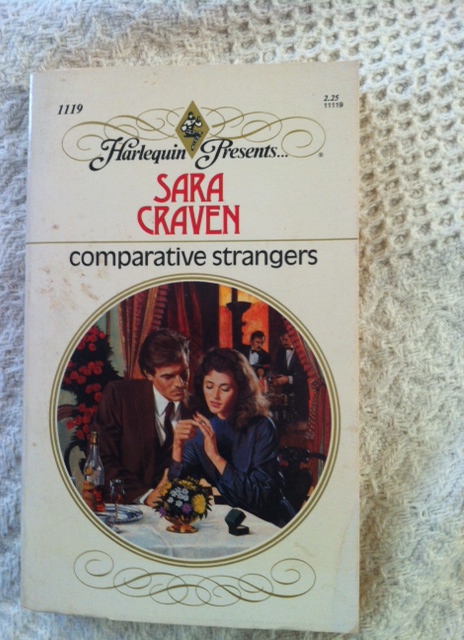 1119
2.25
11119
Harlequin Presents...®
SARA
CRAVEN
comparative strangers